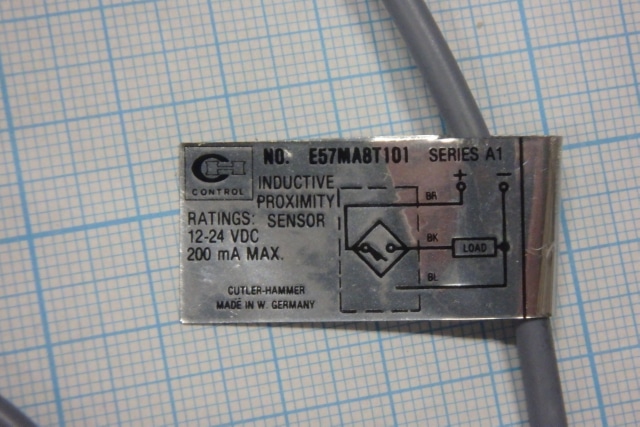 NO. E57MA8T101 SERIES A1
C-H
CONTROL
INDUCTIVE
PROXIMITY
SENSOR
RATINGS:
12-24 VDC
200 mA MAX.
CUTLER-HAMMER
MADE IN W. GERMANY
+ −
BR
BK
LOAD
BL